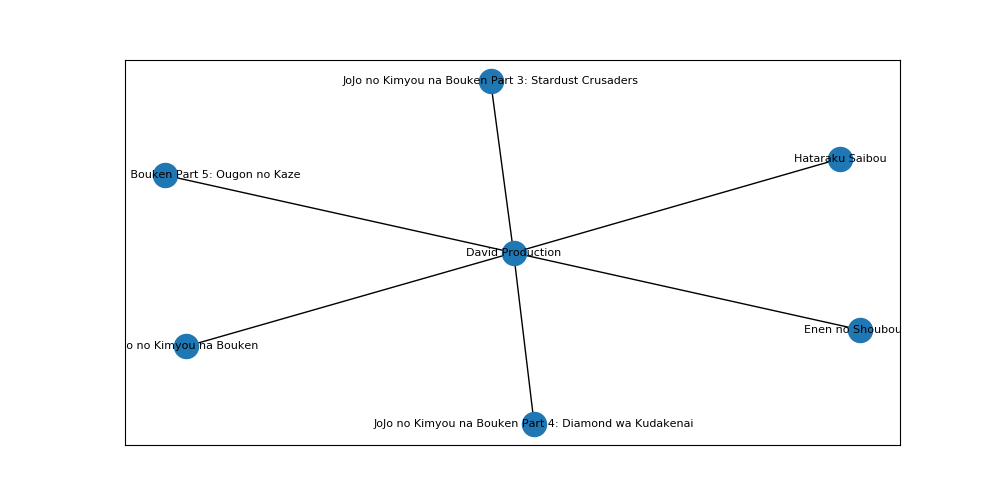 JoJo no Kimyou na Bouken Part 3: Stardust Crusaders
Hataraku Saibou
Bouken Part 5: Ougon no Kaze
David Production
Enen no Shoubou
o no Kimyou na Bouken
JoJo no Kimyou na Bouken Part 4: Diamond wa Kudakenai